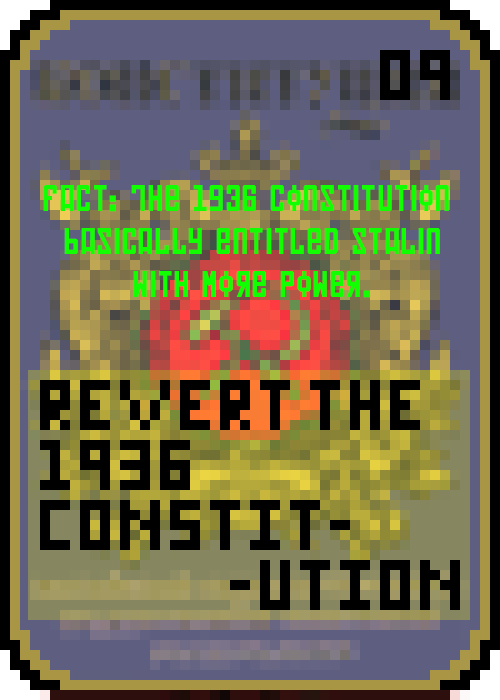 09
FACT: THE 1936 CONSTITUTION
BASICALLY ENTITLED STALIN
WITH MORE POWER.
REVERT THE
1936
CONSTIT-
-UTION